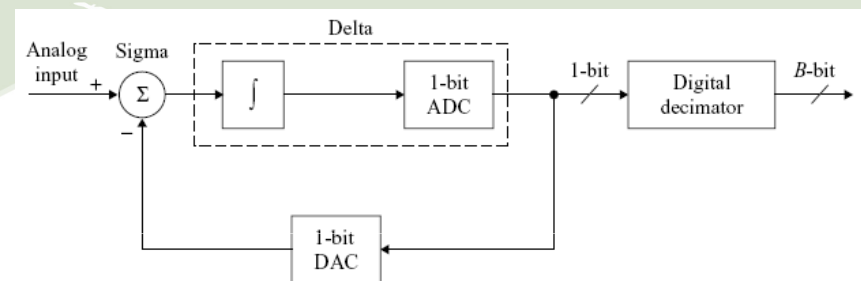 Delta
Analog
input
Sigma
+
Σ
−
∫
1-bit
ADC
1-bit
Digital
decimator
B-bit
1-bit
DAC